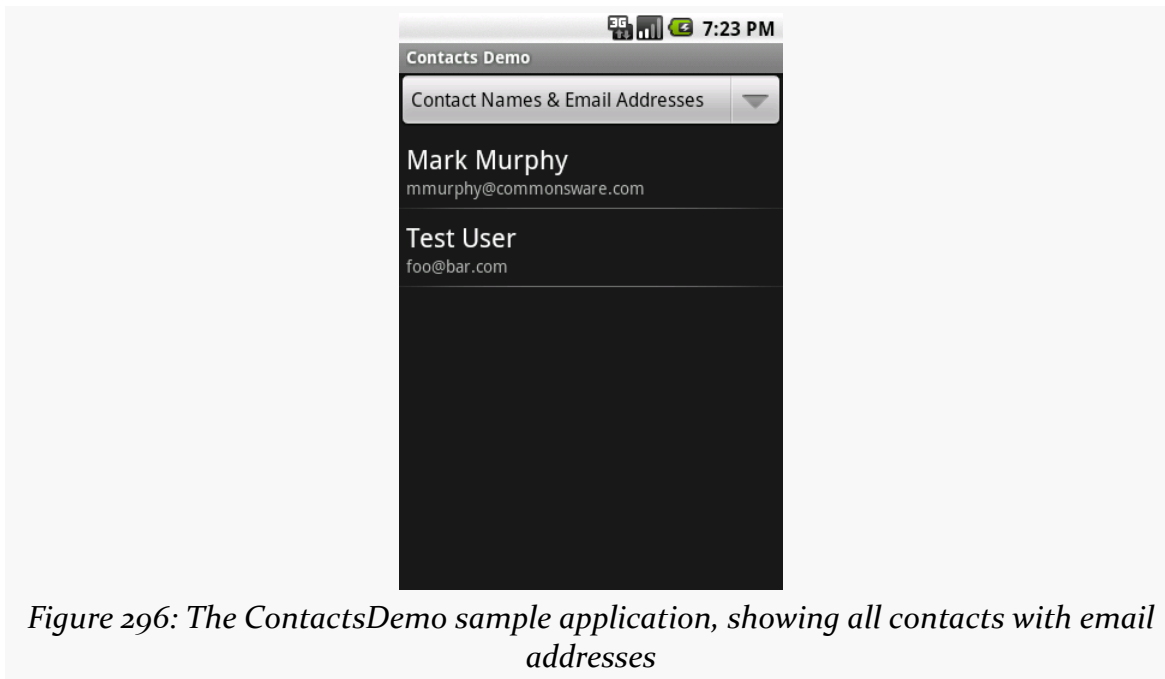 3G 7:23 PM
Contacts Demo
Contact Names & Email Addresses
Mark Murphy
mmurphy@commonsware.com
Test User
foo@bar.com
Figure 296: The ContactsDemo sample application, showing all contacts with email
addresses